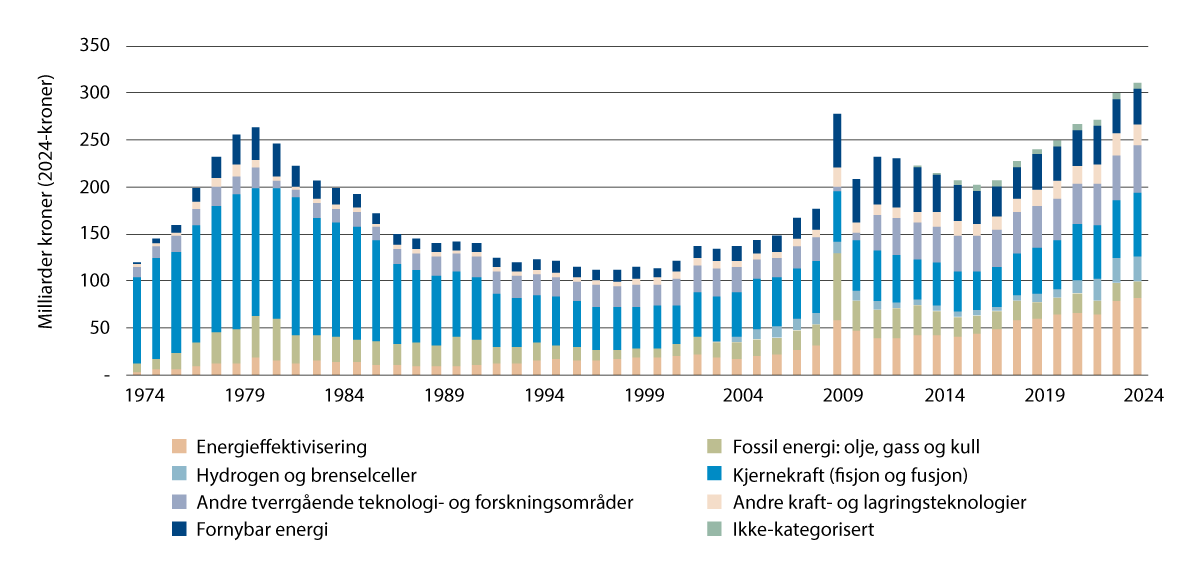 Milliarder kroner (2024-kroner)
350
300
250
200
150
100
50
-
1974 1979 1984 1989 1994 1999 2004 2009 2014 2019 2024
Energieffektivisering
Fossil energi: olje, gass og kull
Hydrogen og brenselceller
Kjernekraft (fisjon og fusjon)
Andre tverrgående teknologi- og forskningsområder
Andre kraft- og lagringsteknologier
Fornybar energi
Ikke-kategorisert